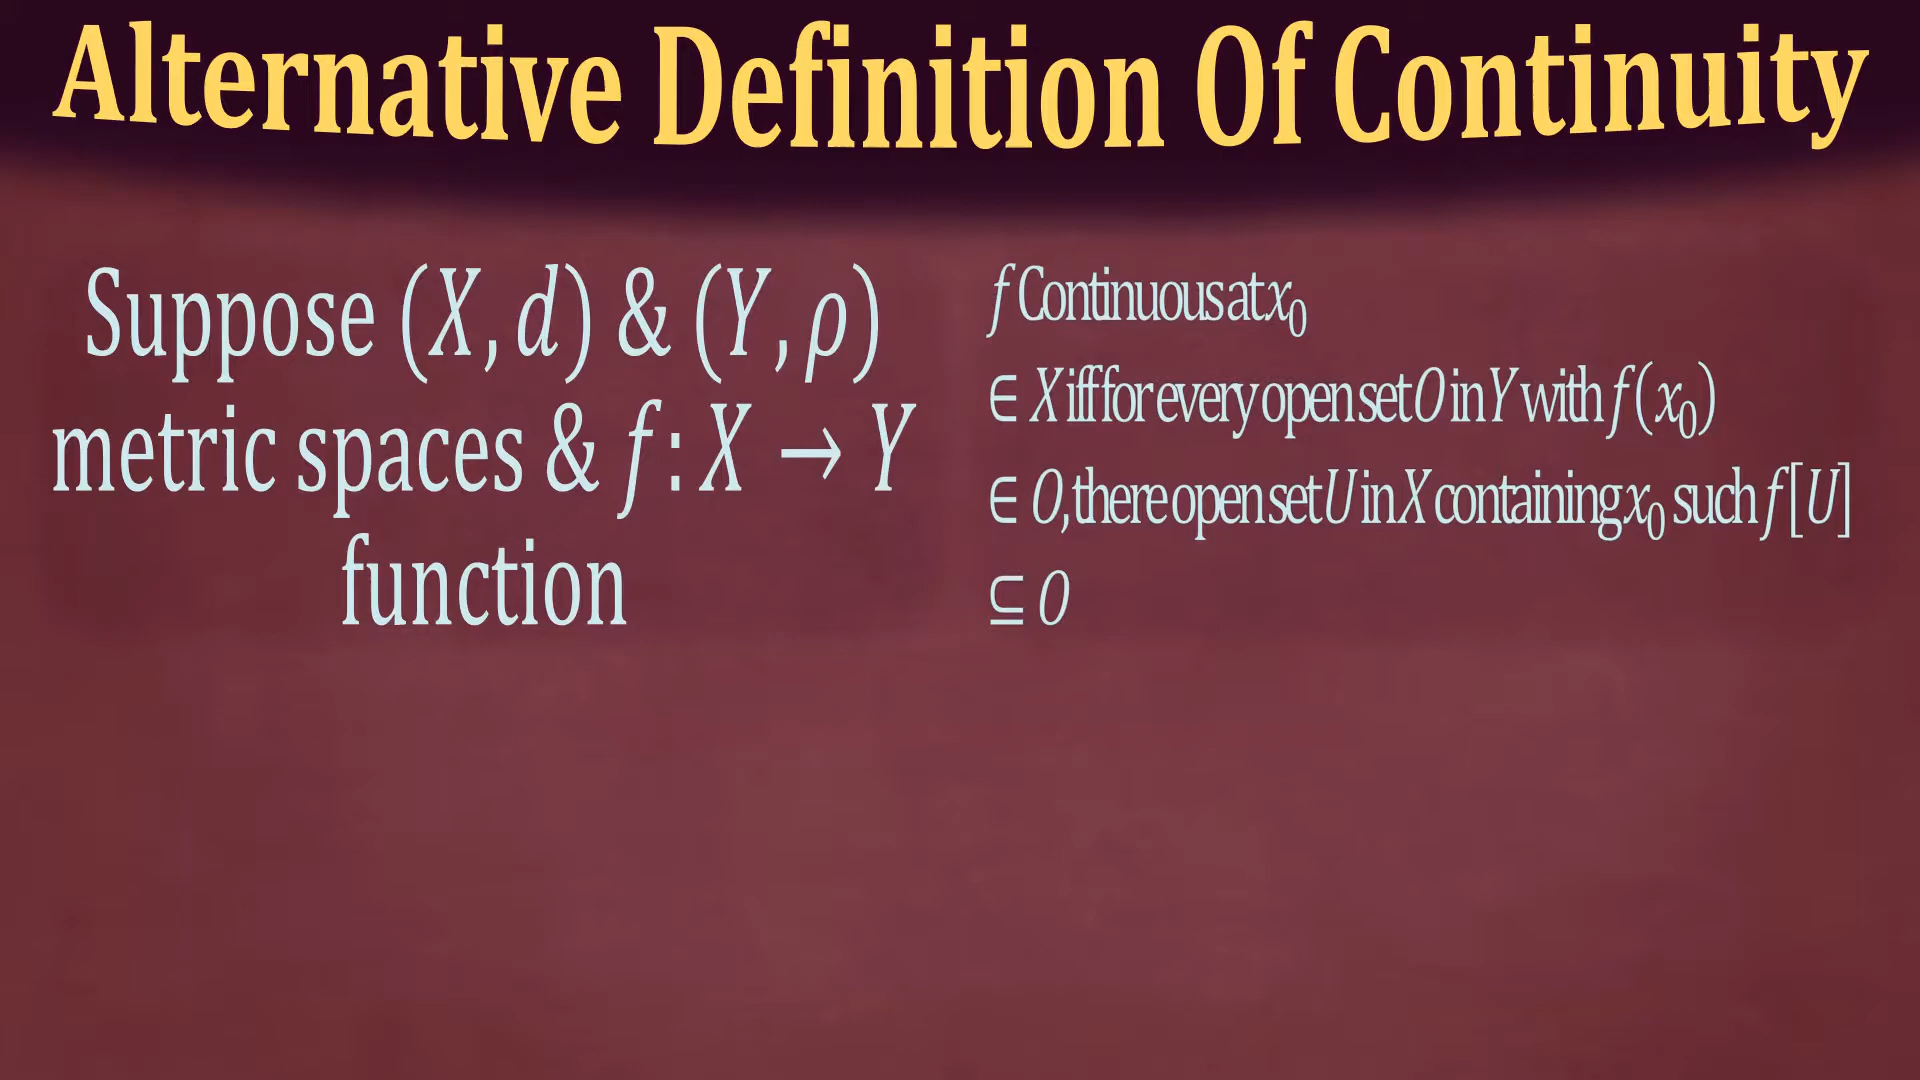 Alternative Definition Of Continuity
Suppose (X, d) & (Y, ρ)
metric spaces & f : X → Y
function
f Continuous at x₀
∈ X iff for every open set O in Y with f(x₀)
∈ O, there open set U in X containing x₀ such f[U]
⊆ O